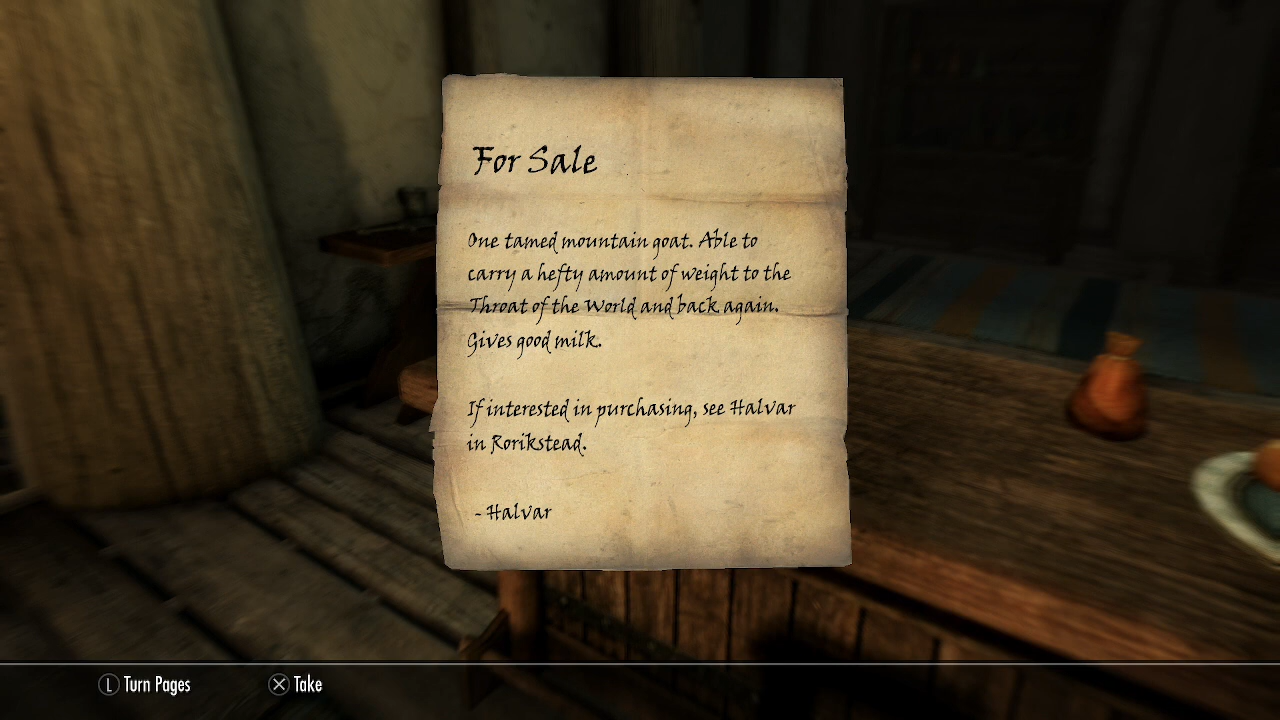 For Sale
One tamed mountain goat. Able to
carry a hefty amount of weight to the
Throat of the World and back again.
Gives good milk.
If interested in purchasing, see Halvar
in Rorikstead.
- Halvar
L Turn Pages X Take